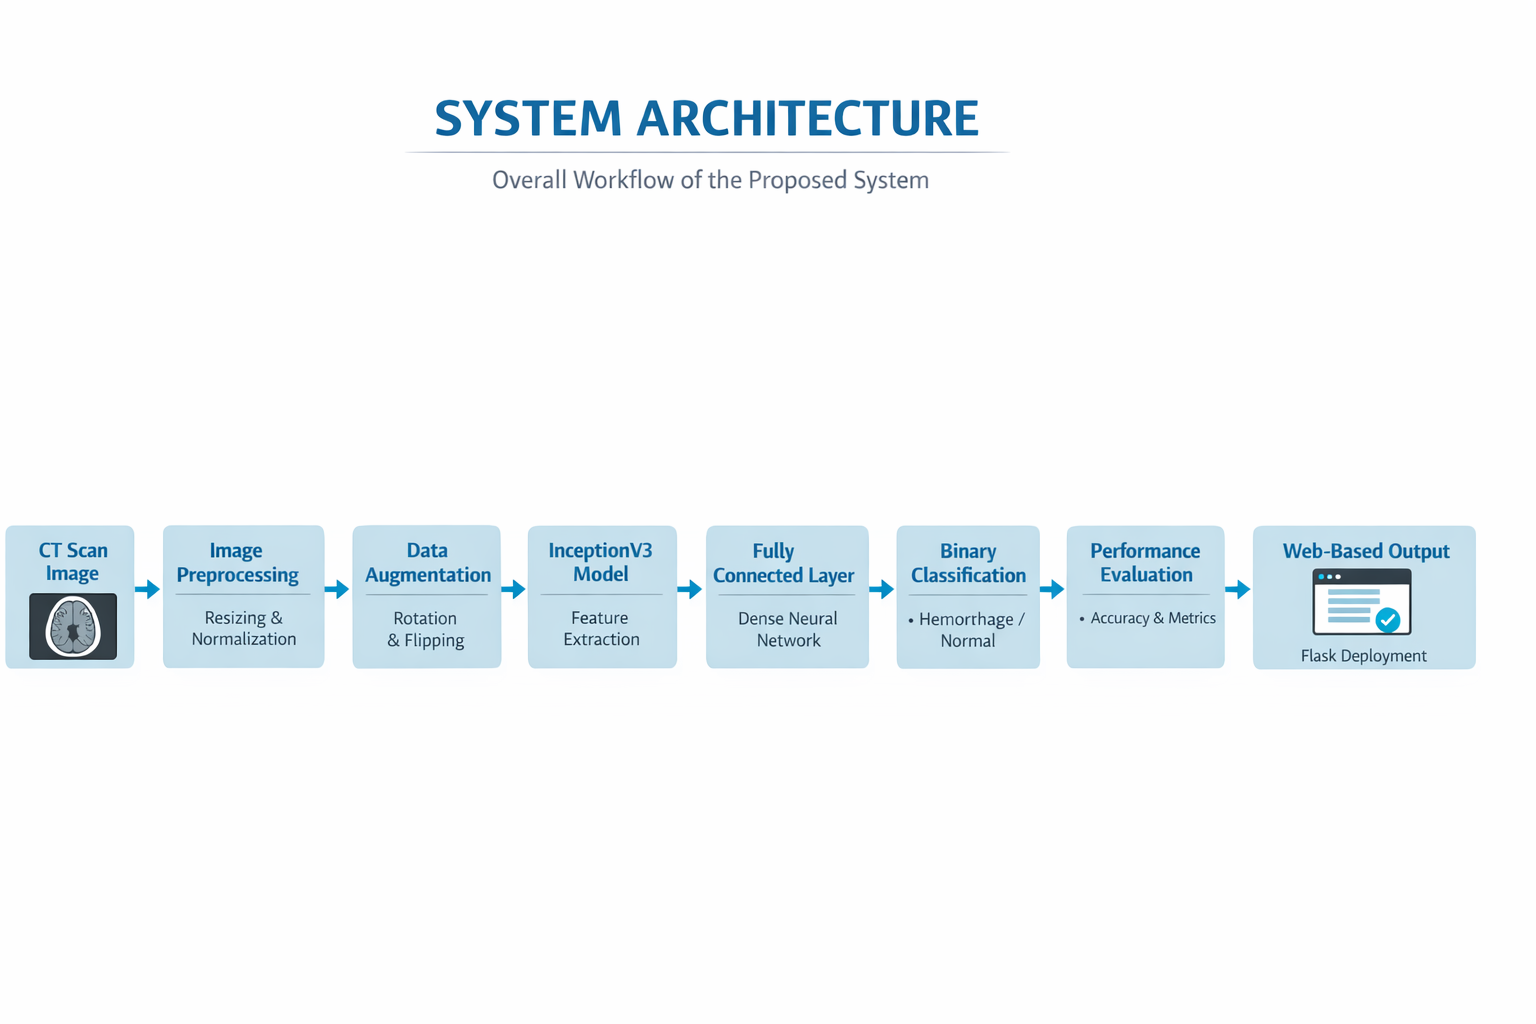 SYSTEM ARCHITECTURE
Overall Workflow of the Proposed System
CT Scan
Image
Image
Preprocessing
Resizing &
Normalization
Data
Augmentation
Rotation
& Flipping
InceptionV3
Model
Feature
Extraction
Fully
Connected Layer
Dense Neural
Network
Binary
Classification
• Hemorrhage /
Normal
Performance
Evaluation
• Accuracy & Metrics
Web-Based Output
Flask Deployment